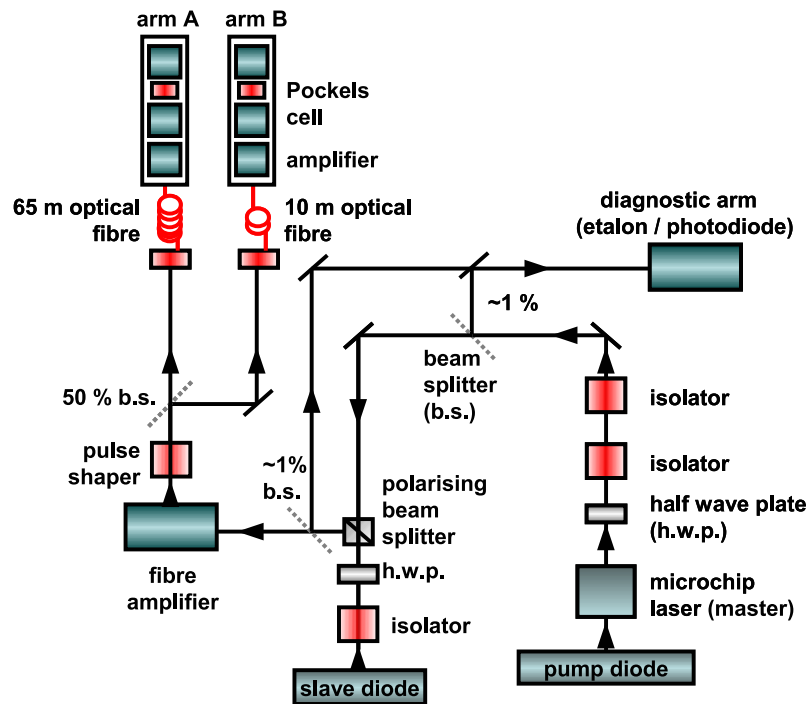 arm A
arm B
Pockels
cell
amplifier
65 m optical
fibre
10 m optical
fibre
diagnostic arm
(etalon / photodiode)
~1 %
beam
splitter
(b.s.)
isolator
isolator
half wave plate
(h.w.p.)
microchip
laser (master)
pump diode
50 % b.s.
pulse
shaper
~1%
b.s.
polarising
beam
splitter
h.w.p.
isolator
slave diode
fibre
amplifier